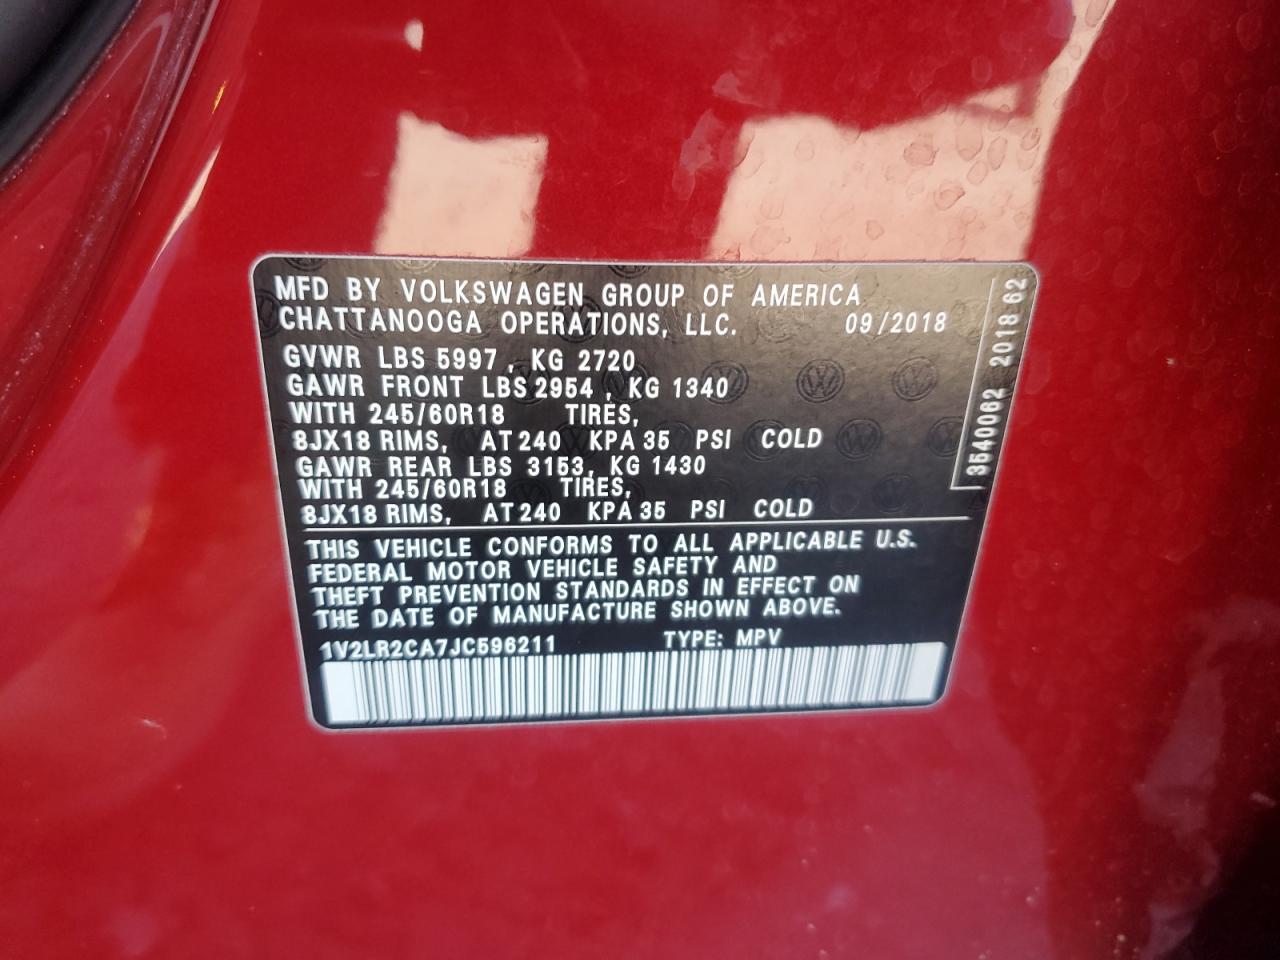 MFD BY VOLKSWAGEN GROUP OF AMERICA
CHATTANOOGA OPERATIONS, LLC. 09/2018
GVWR LBS 5997 , KG 2720
GAWR FRONT LBS 2954 , KG 1340
WITH 245/60R18 TIRES,
8JX18 RIMS, AT 240 KPA 35 PSI COLD
GAWR REAR LBS 3153, KG 1430
WITH 245/60R18 TIRES,
8JX18 RIMS, AT 240 KPA 35 PSI COLD
3540062 201862
THIS VEHICLE CONFORMS TO ALL APPLICABLE U.S.
FEDERAL MOTOR VEHICLE SAFETY AND
THEFT PREVENTION STANDARDS IN EFFECT ON
THE DATE OF MANUFACTURE SHOWN ABOVE.
1V2LR2CA7JC596211 TYPE: MPV